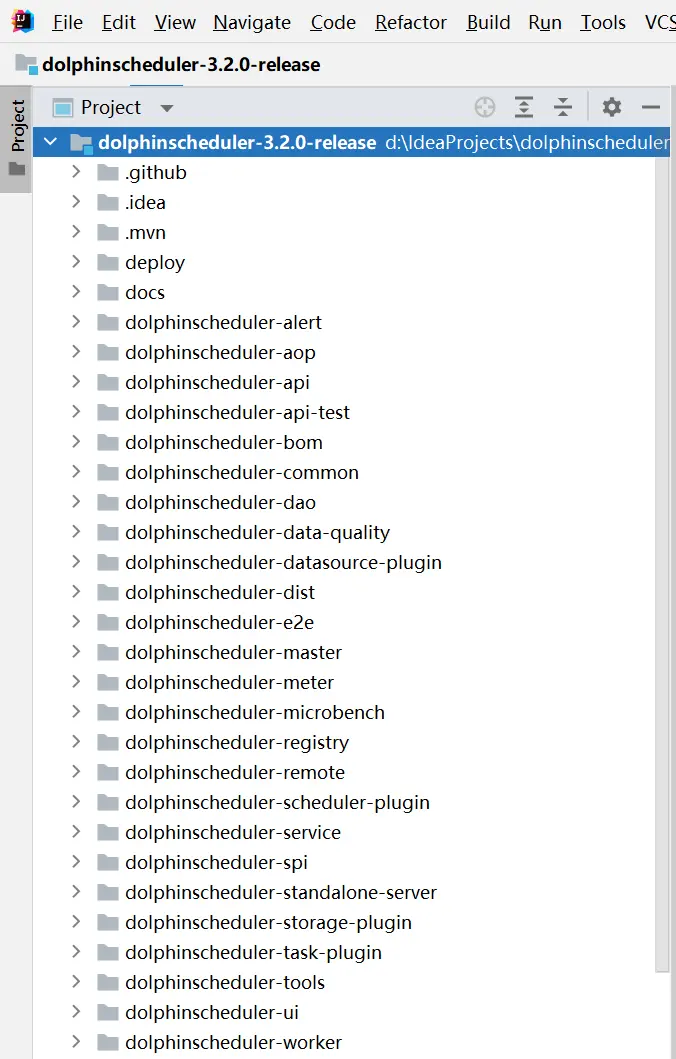 File Edit View Navigate Code Refactor Build Run Tools VCS
dolphinscheduler-3.2.0-release
Project
Project
dolphinscheduler-3.2.0-release d:\IdeaProjects\dolphinscheduler
.github
.idea
.mvn
deploy
docs
dolphinscheduler-alert
dolphinscheduler-aop
dolphinscheduler-api
dolphinscheduler-api-test
dolphinscheduler-bom
dolphinscheduler-common
dolphinscheduler-dao
dolphinscheduler-data-quality
dolphinscheduler-datasource-plugin
dolphinscheduler-dist
dolphinscheduler-e2e
dolphinscheduler-master
dolphinscheduler-meter
dolphinscheduler-microbench
dolphinscheduler-registry
dolphinscheduler-remote
dolphinscheduler-scheduler-plugin
dolphinscheduler-service
dolphinscheduler-spi
dolphinscheduler-standalone-server
dolphinscheduler-storage-plugin
dolphinscheduler-task-plugin
dolphinscheduler-tools
dolphinscheduler-ui
dolphinscheduler-worker